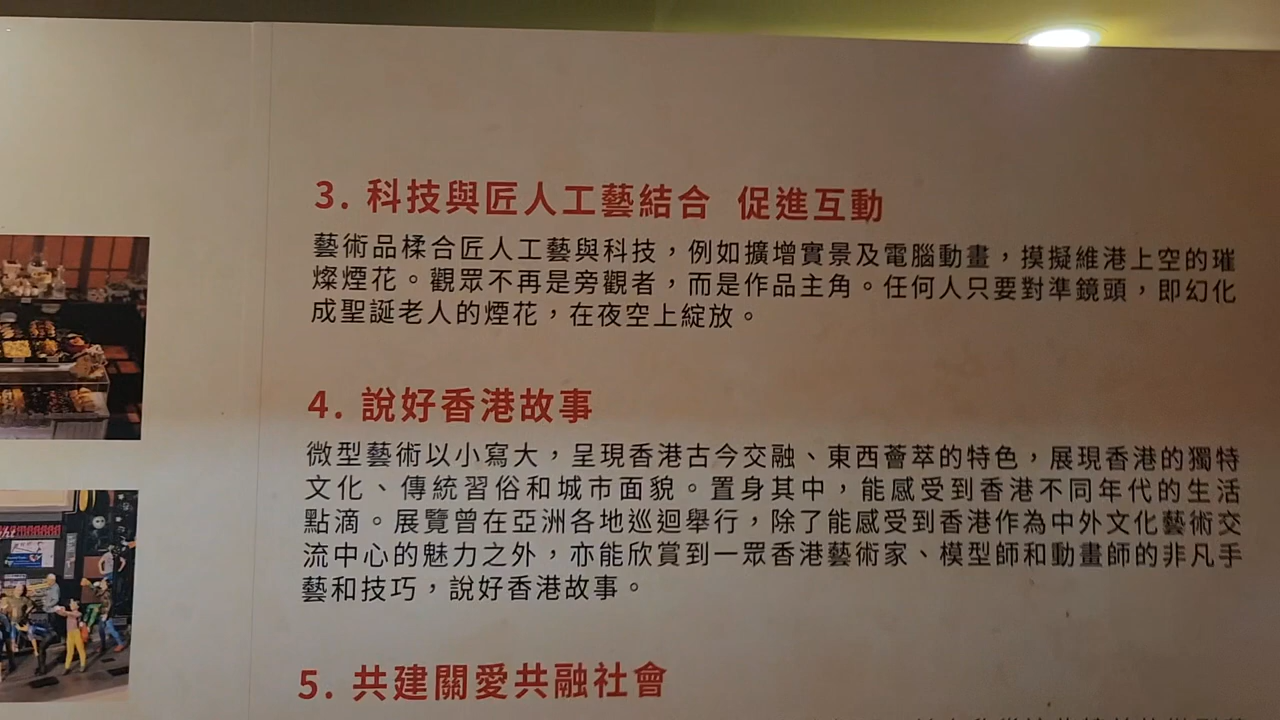 3. 科技與匠人工藝結合 促進互動
藝術品樣合匠人工藝與科技，例如擴增實景及電腦動畫，摸擬維港上空的璀
燦煙花。觀眾不再是旁觀者，而是作品主角。任何人只要對準鏡頭，即幻化
成聖誕老人的煙花，在夜空上綻放。
4. 說好香港故事
微型藝術以小寫大，呈現香港古今交融、東西薈萃的特色，展現香港的獨特
文化、傳統習俗和城市面貌。置身其中，能感受到香港不同年代的生活
點滴。展覽曾在亞洲各地巡迴舉行，除了能感受到香港作為中外文化藝術交
流中心的魅力之外，亦能欣賞到一眾香港藝術家、模型師和動畫師的非凡手
藝和技巧，說好香港故事。
5. 共建關愛共融社會